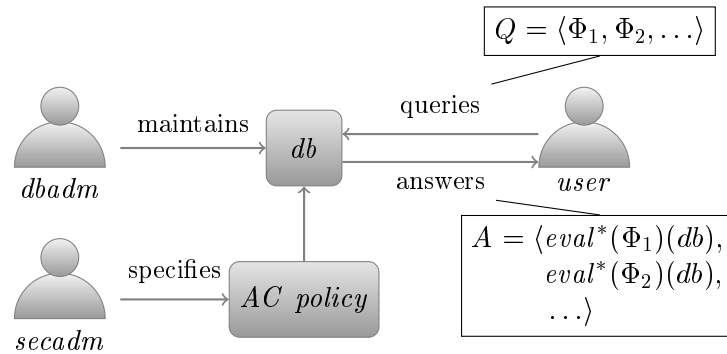 Q = ⟨Φ₁, Φ₂, …⟩
queries
maintains
db
answers
dbadm
user
A = ⟨eval*(Φ₁)(db),
eval*(Φ₂)(db),
…⟩
specifies
AC policy
secadm